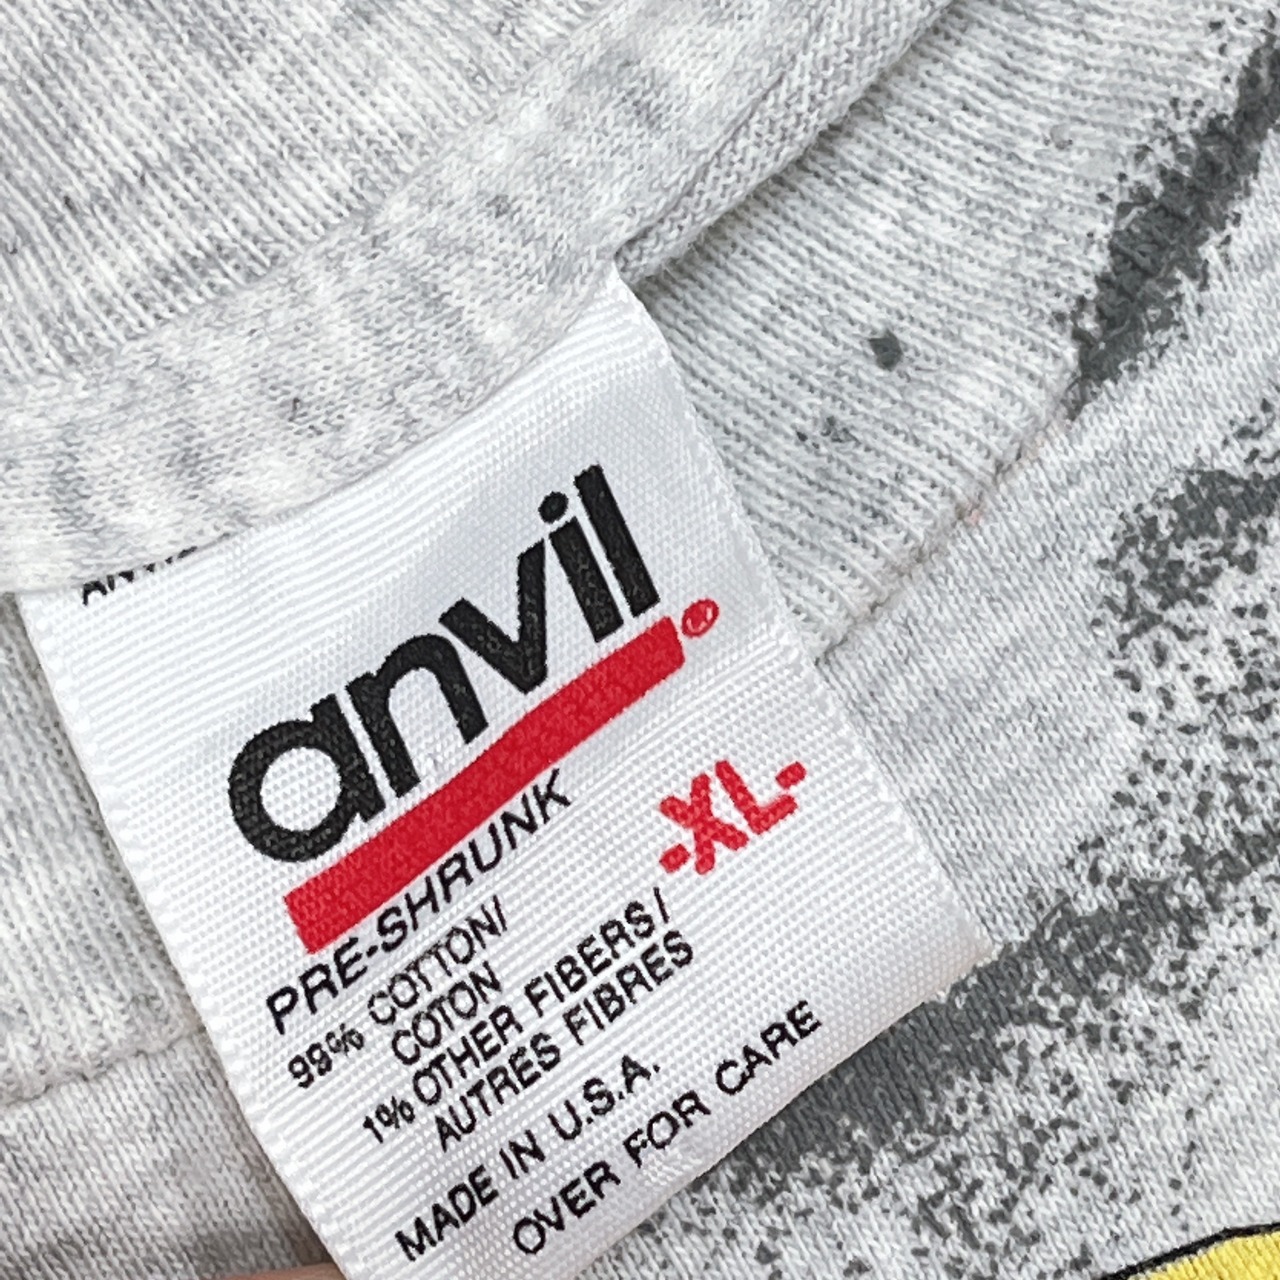 anvil
-XL-
PRE-SHRUNK
99% COTTON/
COTON
1% OTHER FIBERS/
AUTRES FIBRES
MADE IN U.S.A.
OVER FOR CARE